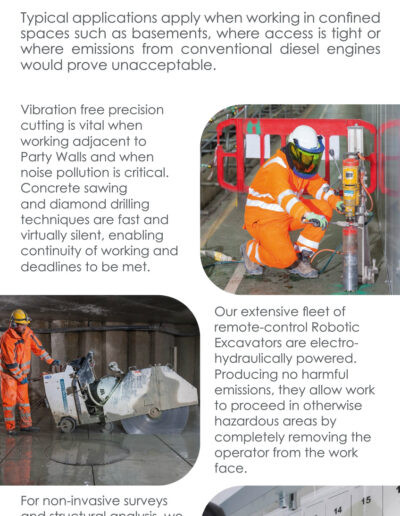 Typical applications apply when working in confined
spaces such as basements, where access is tight or
where emissions from conventional diesel engines
would prove unacceptable.
Vibration free precision
cutting is vital when
working adjacent to
Party Walls and when
noise pollution is critical.
Concrete sawing
and diamond drilling
techniques are fast and
virtually silent, enabling
continuity of working and
deadlines to be met.
Our extensive fleet of
remote-control Robotic
Excavators are electro-
hydraulically powered.
Producing no harmful
emissions, they allow work
to proceed in otherwise
hazardous areas by
completely removing the
operator from the work
face.
For non-invasive surveys
and structural analysis, we
14
15